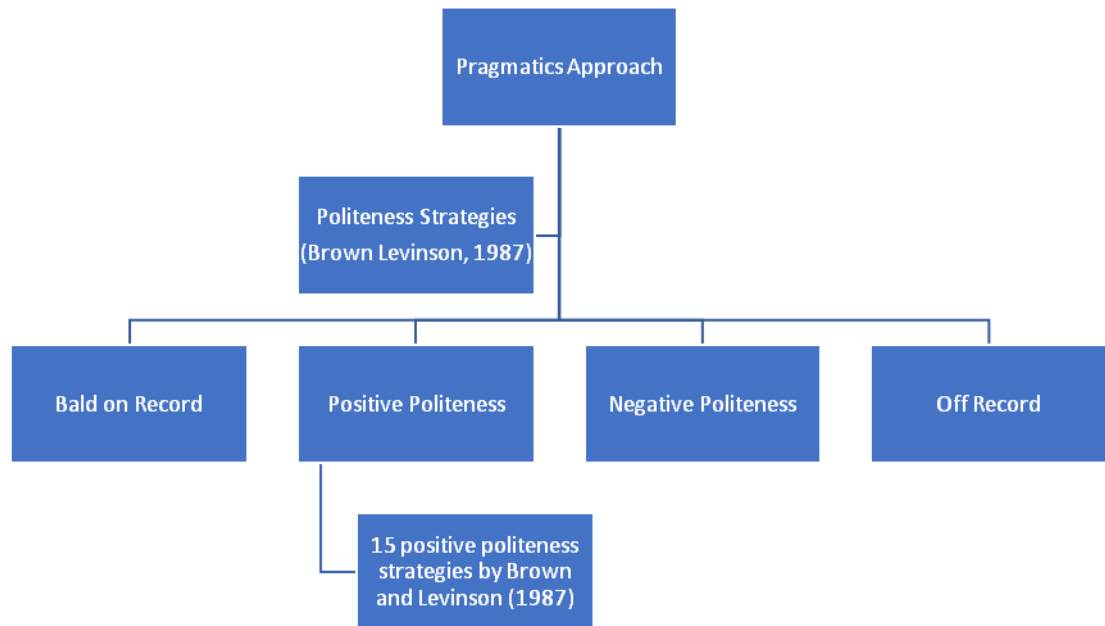 Pragmatics Approach
Politeness Strategies
(Brown Levinson, 1987)
Bald on Record
Positive Politeness
Negative Politeness
Off Record
15 positive politeness
strategies by Brown
and Levinson (1987)